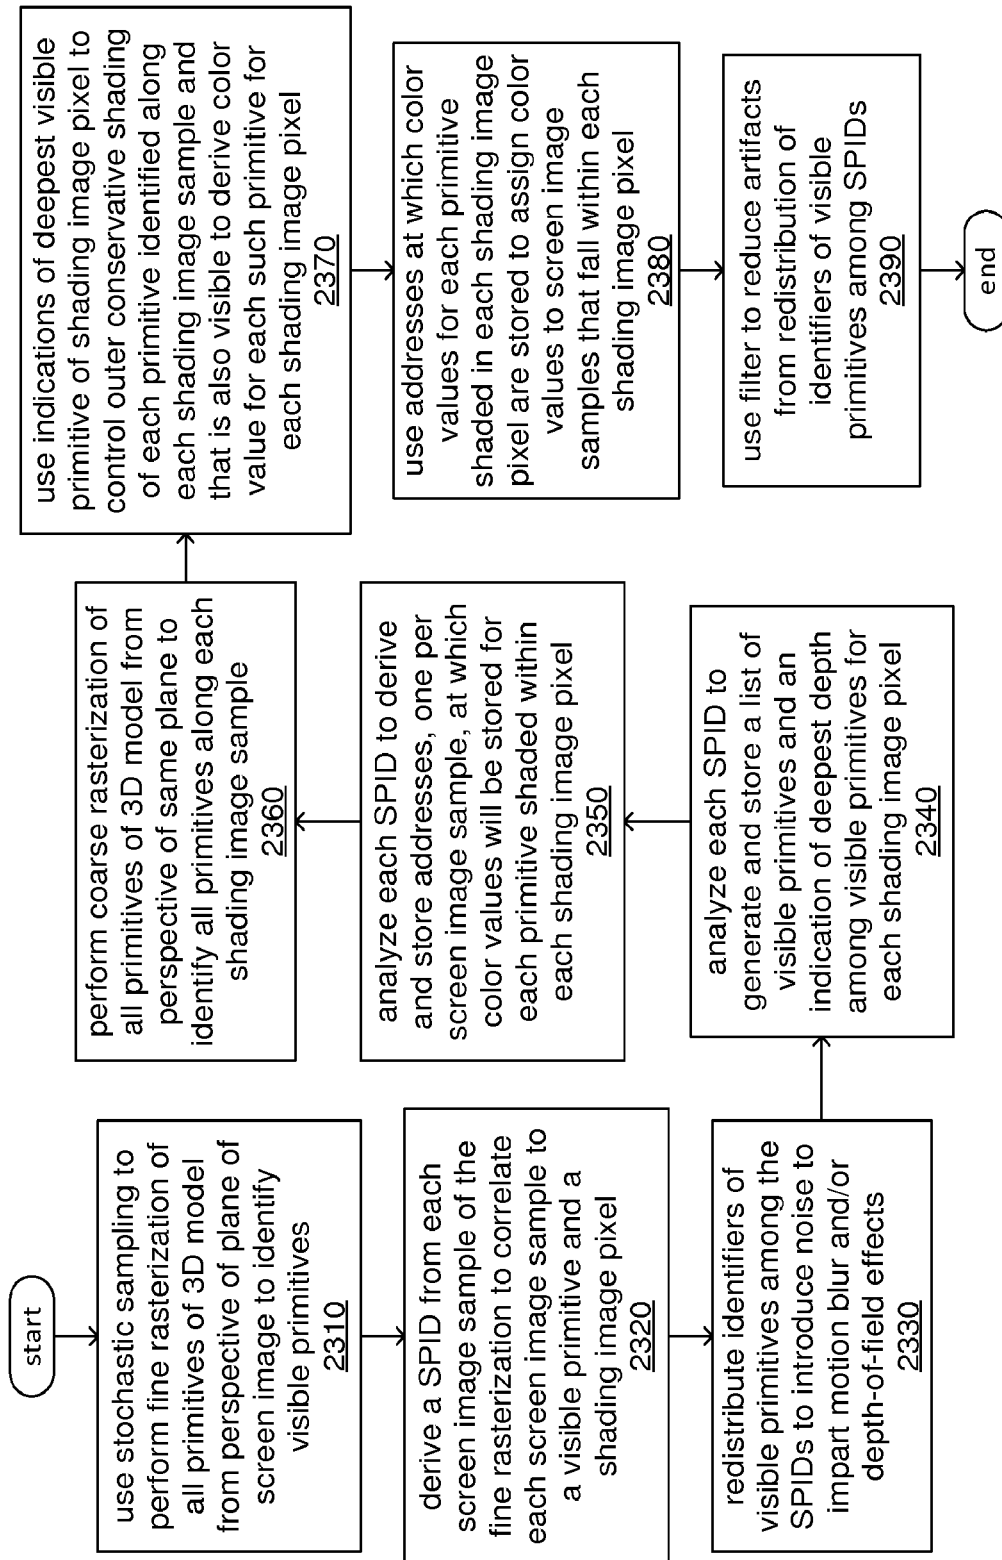 start
use stochastic sampling to
perform fine rasterization of
all primitives of 3D model
from perspective of plane of
screen image to identify
visible primitives
2310
derive a SPID from each
screen image sample of the
fine rasterization to correlate
each screen image sample to
a visible primitive and a
shading image pixel
2320
redistribute identifiers of
visible primitives among the
SPIDs to introduce noise to
impart motion blur and/or
depth-of-field effects
2330
analyze each SPID to
generate and store a list of
visible primitives and an
indication of deepest depth
among visible primitives for
each shading image pixel
2340
analyze each SPID to derive
and store addresses, one per
screen image sample, at which
color values will be stored for
each primitive shaded within
each shading image pixel
2350
perform coarse rasterization of
all primitives of 3D model from
perspective of same plane to
identify all primitives along each
shading image sample
2360
use indications of deepest visible
primitive of shading image pixel to
control outer conservative shading
of each primitive identified along
each shading image sample and
that is also visible to derive color
value for each such primitive for
each shading image pixel
2370
use addresses at which color
values for each primitive
shaded in each shading image
pixel are stored to assign color
values to screen image
samples that fall within each
shading image pixel
2380
use filter to reduce artifacts
from redistribution of
identifiers of visible
primitives among SPIDs
2390
end